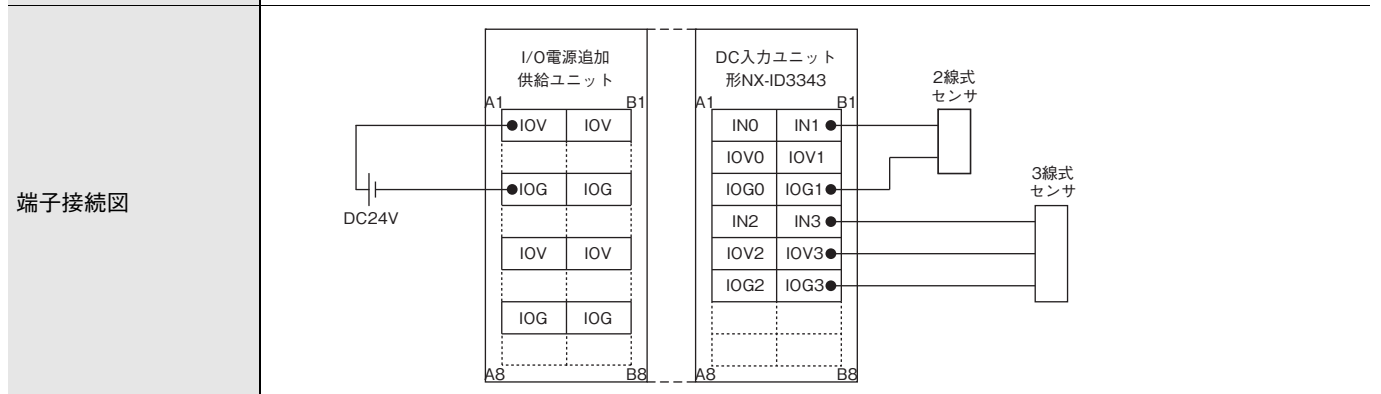 端子接続図
I/O電源追加
供給ユニット
A1 B1
IOV IOV
IOG IOG
IOV IOV
IOG IOG
A8 B8
DC24V
DC入力ユニット
形NX-ID3343
A1 B1
IN0 IN1
IOV0 IOV1
IOG0 IOG1
IN2 IN3
IOV2 IOV3
IOG2 IOG3
A8 B8
2線式
センサ
3線式
センサ